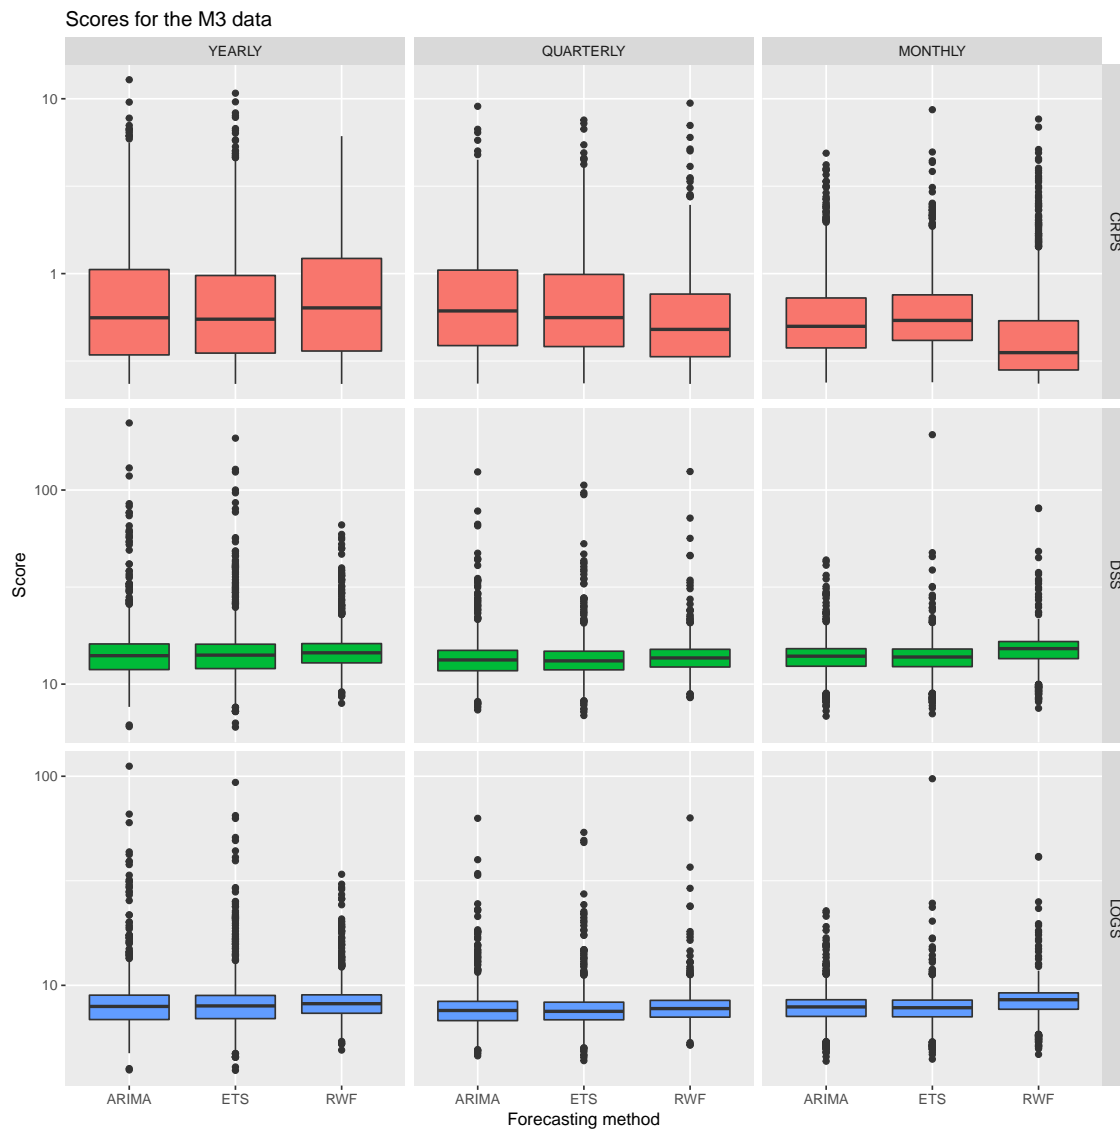 Scores for the M3 data
YEARLY QUARTERLY MONTHLY
10
1
CRPS
100
10
DSS
100
10
LOGS
Score
ARIMA ETS RWF ARIMA ETS RWF ARIMA ETS RWF
Forecasting method